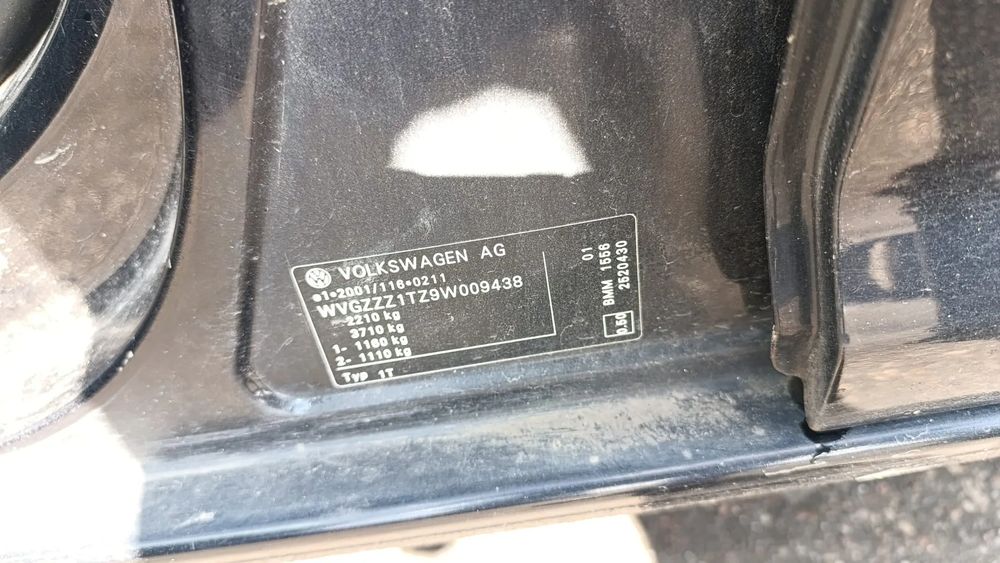 VOLKSWAGEN AG
e1*2001/116*0211
WVGZZZ1TZ9W009438
2210 kg
3710 kg
1- 1160 kg
2- 1110 kg
Typ 1T
01
BMM 1556
2520430
0.50